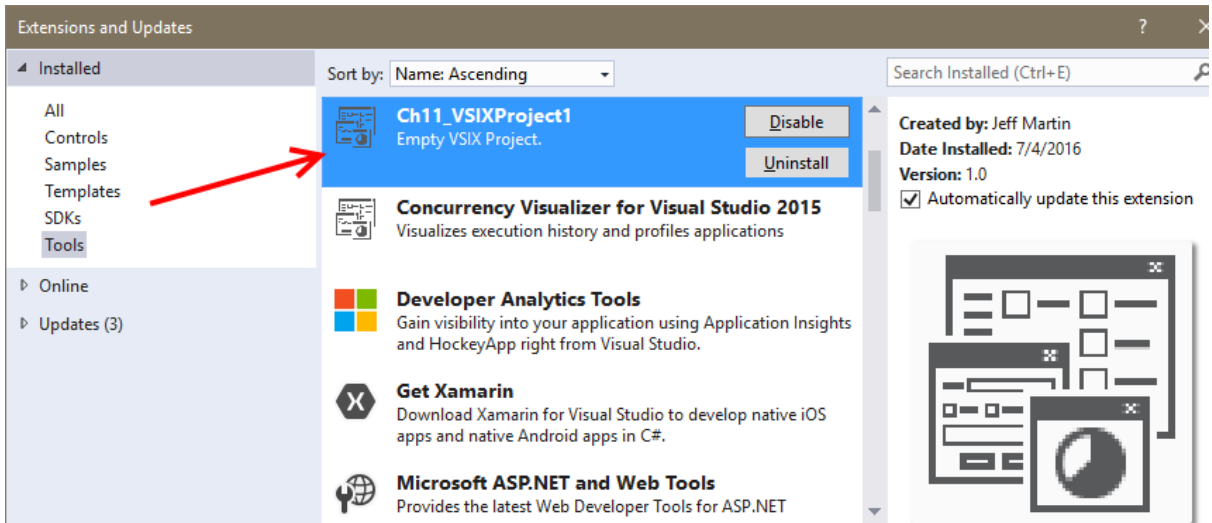 Extensions and Updates
?
Installed
All
Controls
Samples
Templates
SDKs
Tools
Online
Updates (3)
Sort by: Name: Ascending
Ch11_VSIXProject1
Empty VSIX Project.
Disable
Uninstall
Concurrency Visualizer for Visual Studio 2015
Visualizes execution history and profiles applications
Developer Analytics Tools
Gain visibility into your application using Application Insights
and HockeyApp right from Visual Studio.
Get Xamarin
Download Xamarin for Visual Studio to develop native iOS
apps and native Android apps in C#.
Microsoft ASP.NET and Web Tools
Provides the latest Web Developer Tools for ASP.NET
Search Installed (Ctrl+E)
Created by: Jeff Martin
Date Installed: 7/4/2016
Version: 1.0
Automatically update this extension